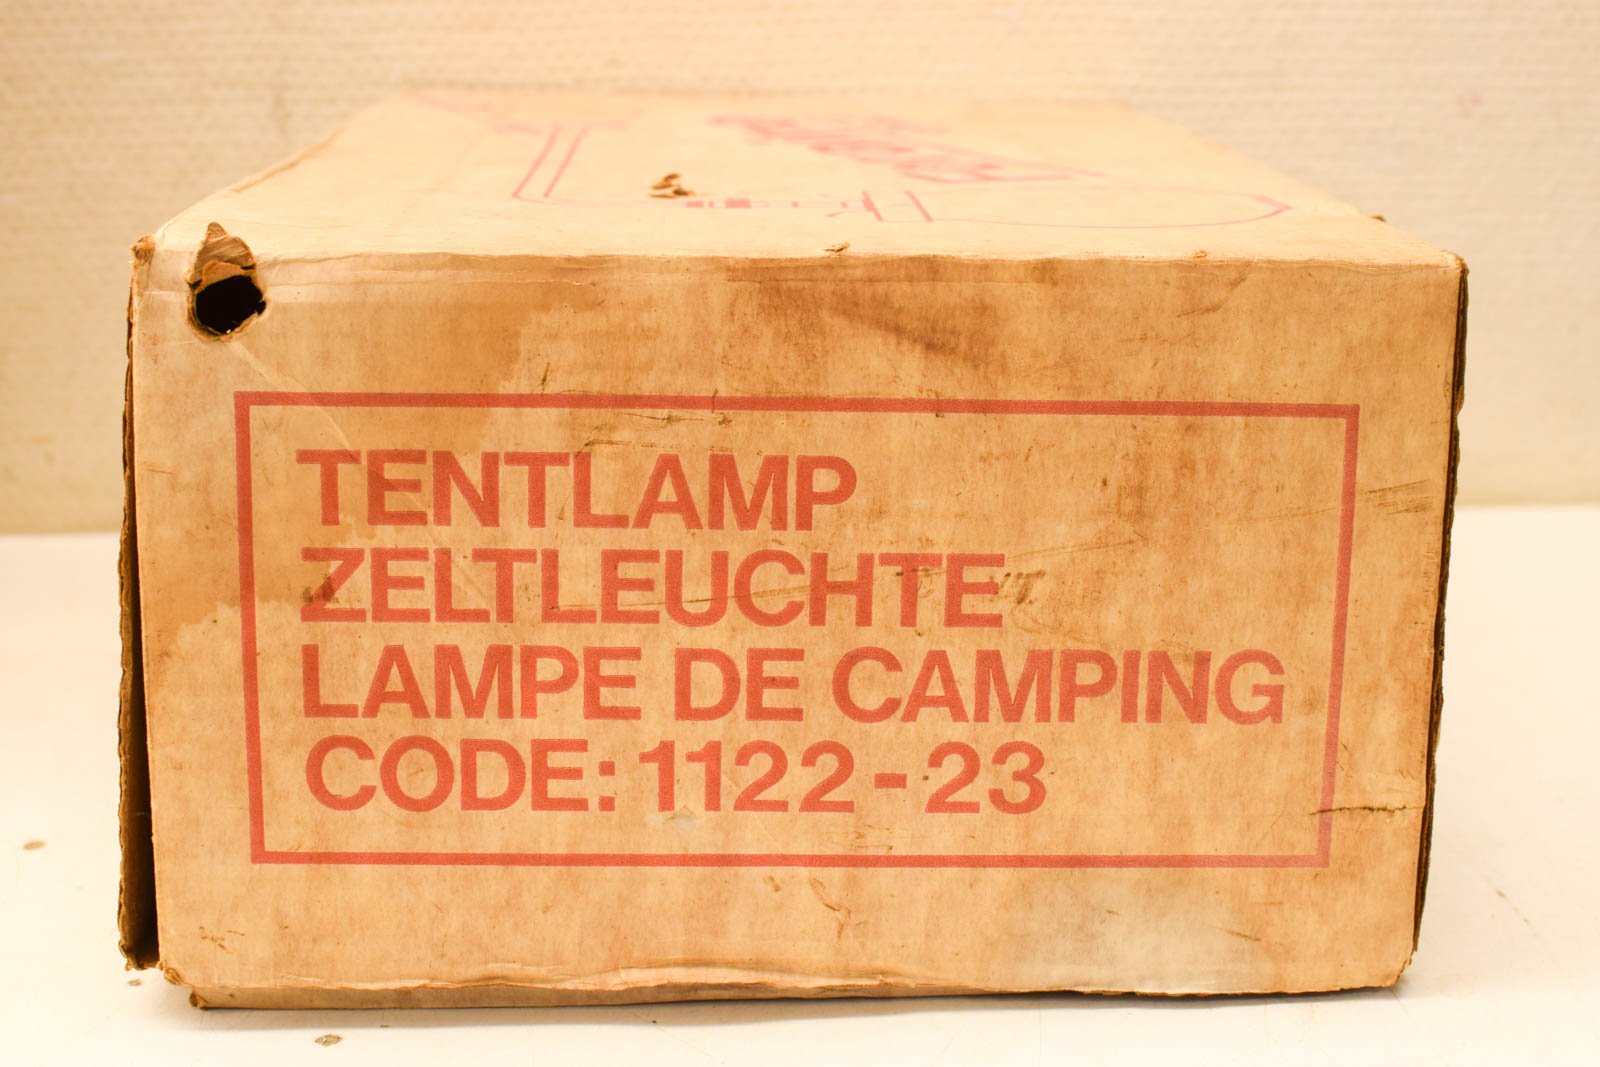 TENTLAMP
ZELTLEUCHTE
LAMPE DE CAMPING
CODE: 1122-23